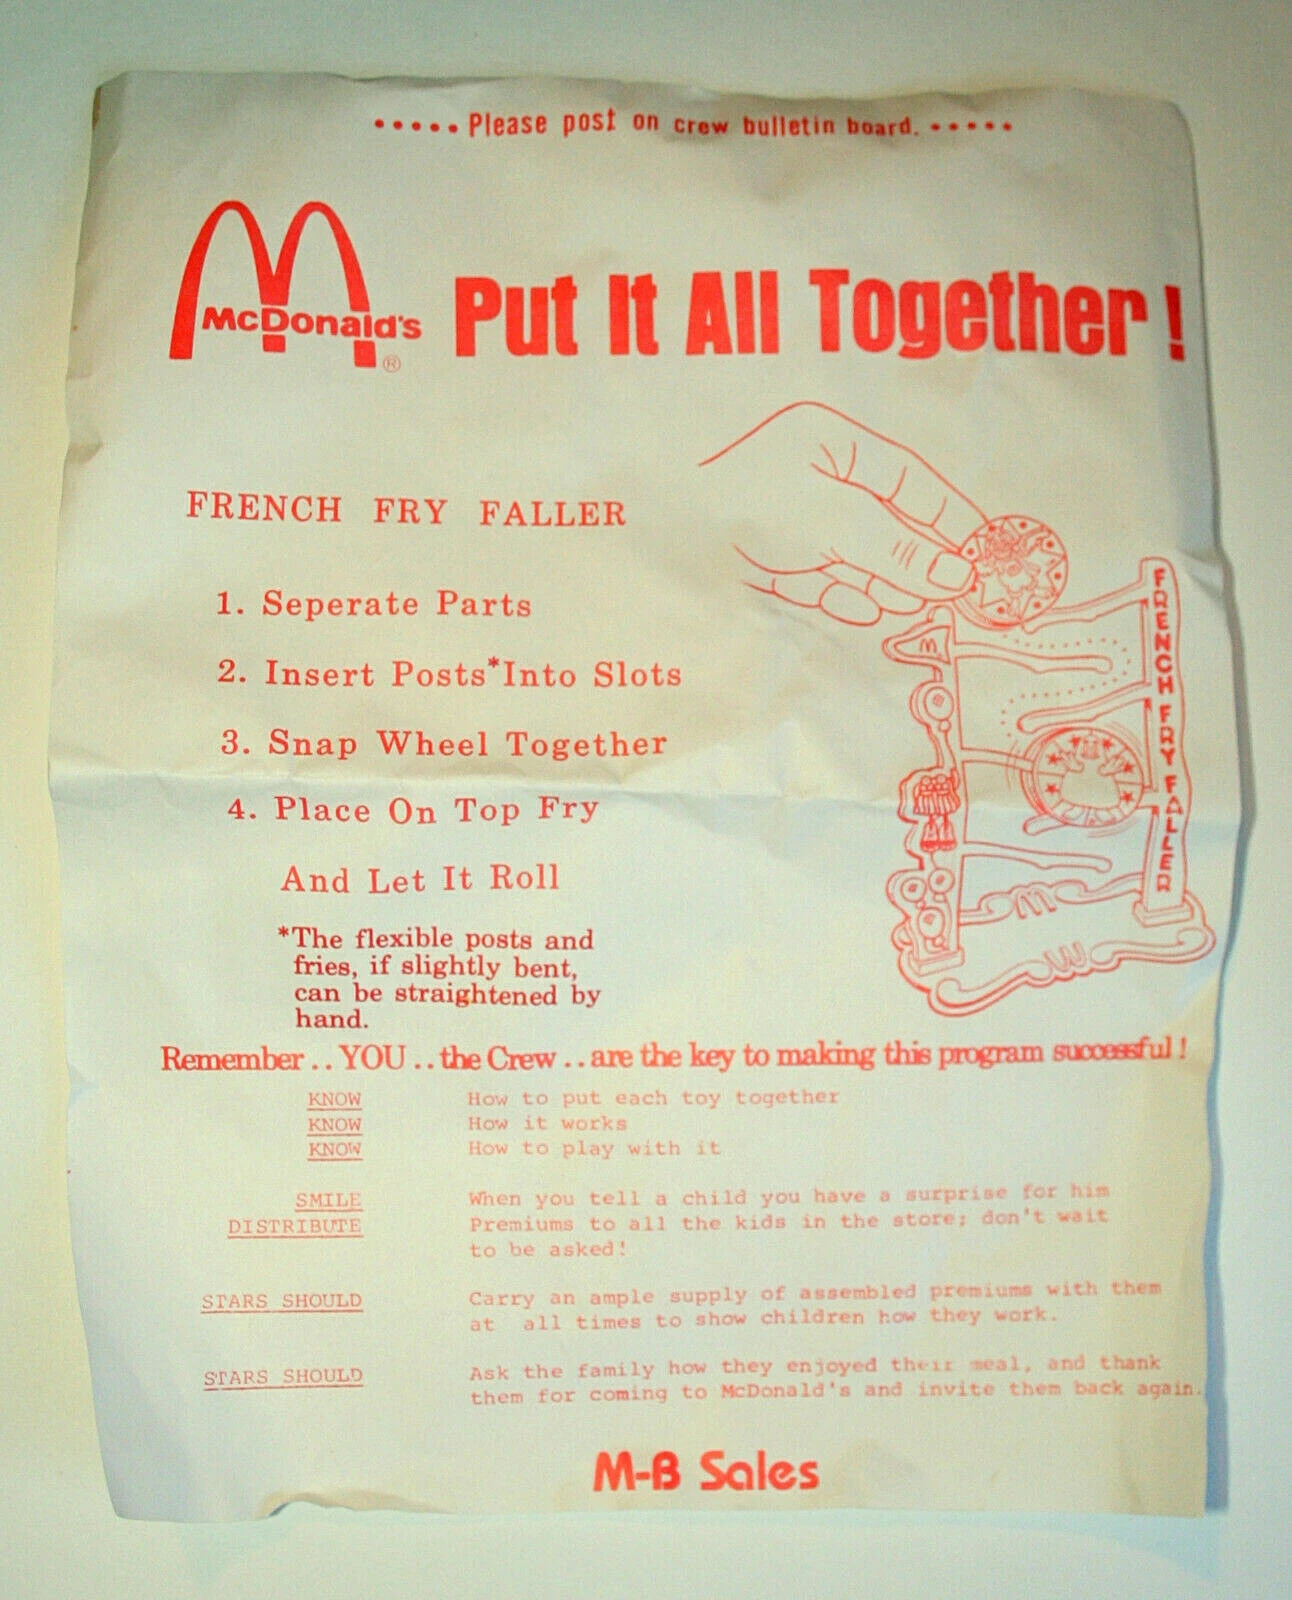 •••••Please post on crew bulletin board.•••••
McDonald's
®
Put It All Together!
FRENCH FRY FALLER
1. Seperate Parts
2. Insert Posts*Into Slots
3. Snap Wheel Together
4. Place On Top Fry
And Let It Roll
*The flexible posts and
fries, if slightly bent,
can be straightened by
hand.
M
FRENCH FRY FALLER
M
M
Remember..YOU..the Crew..are the key to making this program successful!
KNOW How to put each toy together
KNOW How it works
KNOW How to play with it
SMILE When you tell a child you have a surprise for him
DISTRIBUTE Premiums to all the kids in the store; don't wait
to be asked!
STARS SHOULD Carry an ample supply of assembled premiums with them
at all times to show children how they work.
STARS SHOULD Ask the family how they enjoyed their meal, and thank
them for coming to McDonald's and invite them back again.
M-B Sales